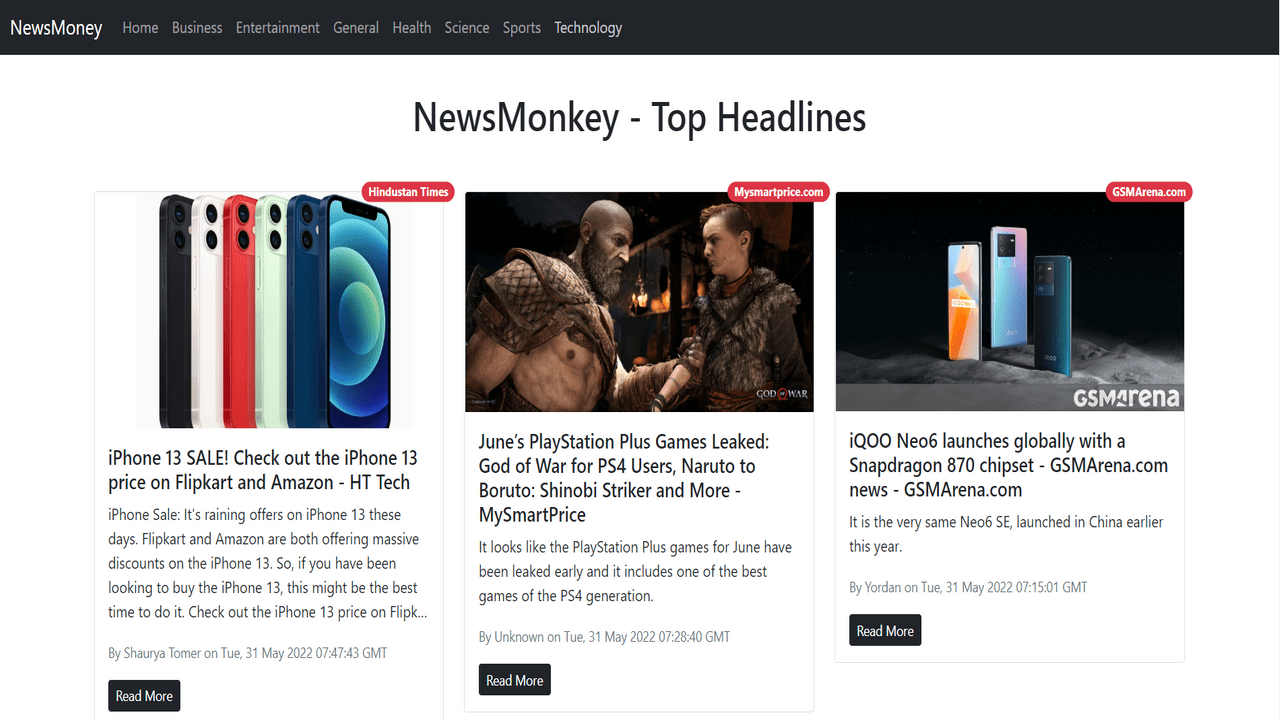 NewsMoney Home Business Entertainment General Health Science Sports Technology
NewsMonkey - Top Headlines
Hindustan Times
iPhone 13 SALE! Check out the iPhone 13
price on Flipkart and Amazon - HT Tech
iPhone Sale: It's raining offers on iPhone 13 these
days. Flipkart and Amazon are both offering massive
discounts on the iPhone 13. So, if you have been
looking to buy the iPhone 13, this might be the best
time to do it. Check out the iPhone 13 price on Flipk...
By Shaurya Tomer on Tue, 31 May 2022 07:47:43 GMT
Read More
Mysmartprice.com
GOD OF WAR
June’s PlayStation Plus Games Leaked:
God of War for PS4 Users, Naruto to
Boruto: Shinobi Striker and More -
MySmartPrice
It looks like the PlayStation Plus games for June have
been leaked early and it includes one of the best
games of the PS4 generation.
By Unknown on Tue, 31 May 2022 07:28:40 GMT
Read More
GSMArena.com
iQOO
GSMArena
iQOO Neo6 launches globally with a
Snapdragon 870 chipset - GSMArena.com
news - GSMArena.com
It is the very same Neo6 SE, launched in China earlier
this year.
By Yordan on Tue, 31 May 2022 07:15:01 GMT
Read More